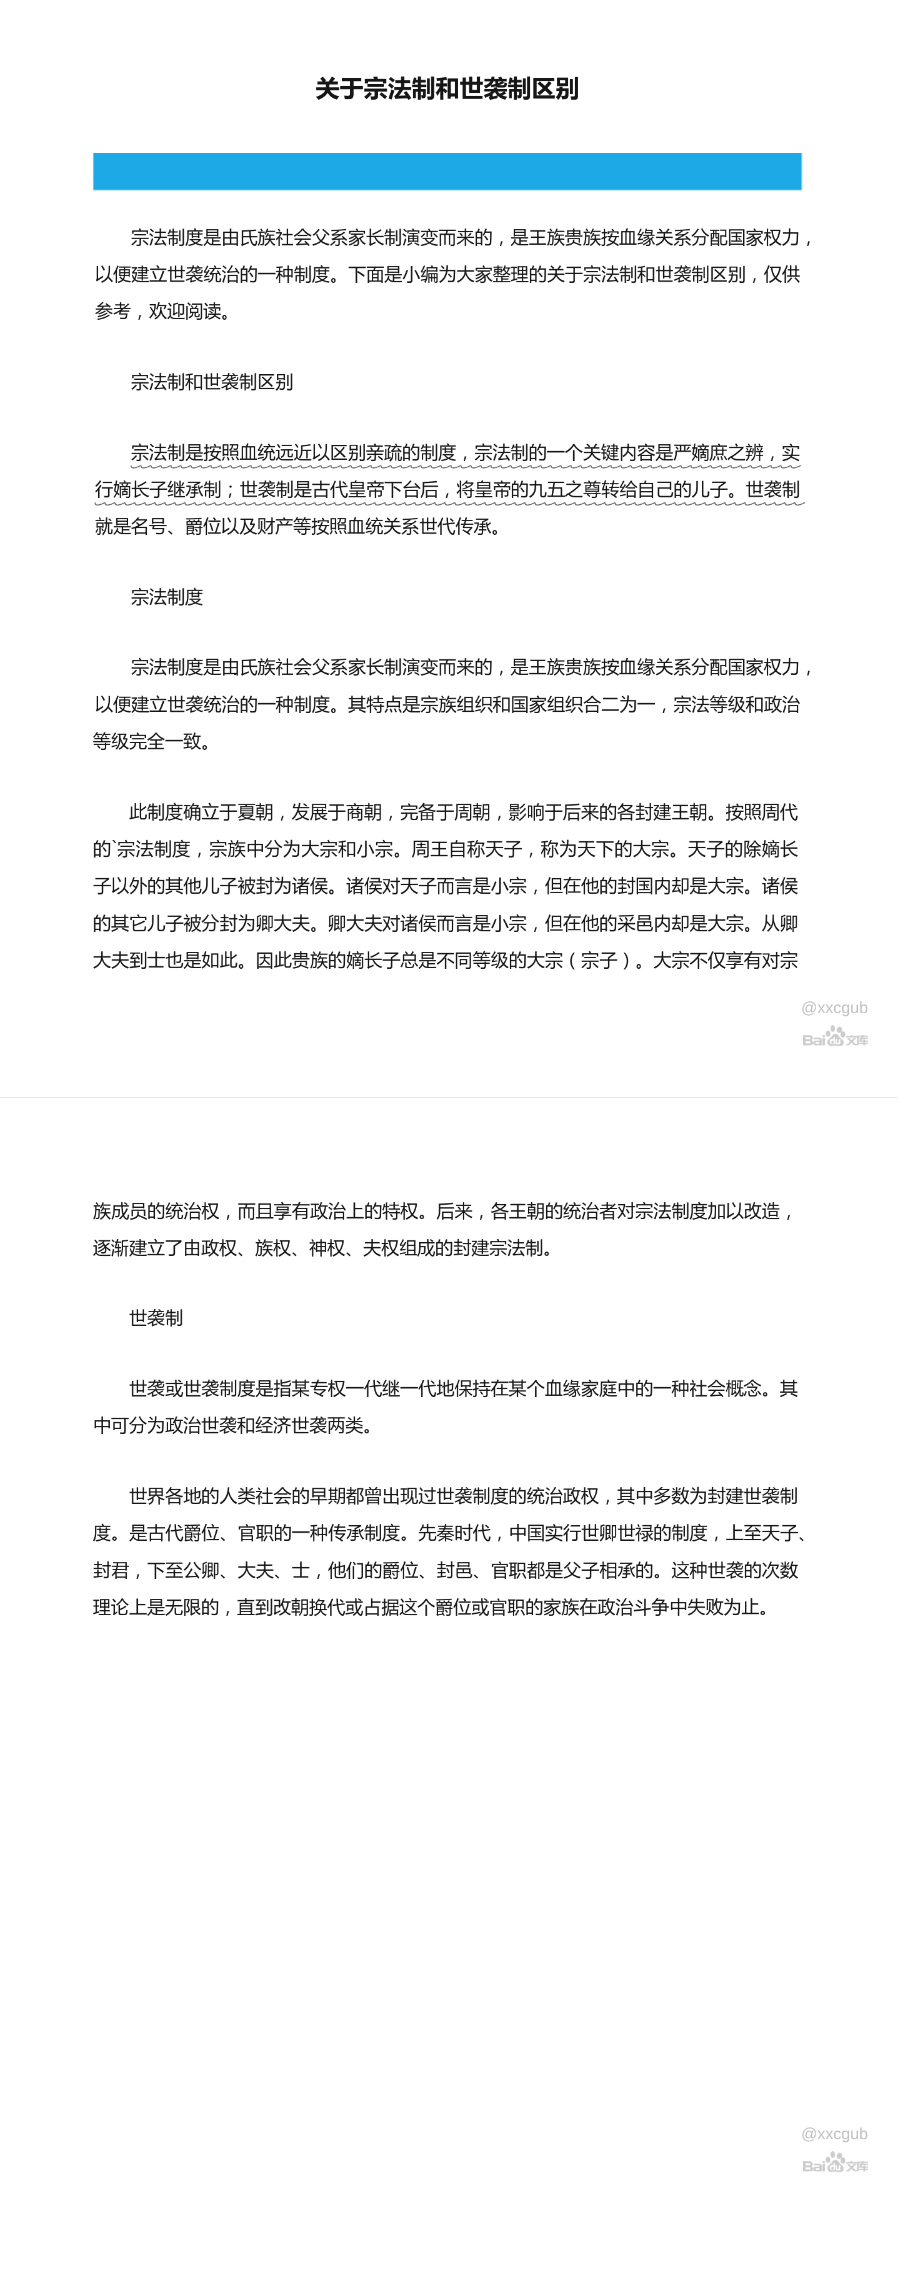 关于宗法制和世袭制区别
宗法制度是由氏族社会父系家长制演变而来的，是王族贵族按血缘关系分配国家权力，
以便建立世袭统治的一种制度。下面是小编为大家整理的关于宗法制和世袭制区别，仅供
参考，欢迎阅读。
宗法制和世袭制区别
宗法制是按照血统远近以区别亲疏的制度，宗法制的一个关键内容是严嫡庶之辨，实
行嫡长子继承制；世袭制是古代皇帝下台后，将皇帝的九五之尊转给自己的儿子。世袭制
就是名号、爵位以及财产等按照血统关系世代传承。
宗法制度
宗法制度是由氏族社会父系家长制演变而来的，是王族贵族按血缘关系分配国家权力，
以便建立世袭统治的一种制度。其特点是宗族组织和国家组织合二为一，宗法等级和政治
等级完全一致。
此制度确立于夏朝，发展于商朝，完备于周朝，影响于后来的各封建王朝。按照周代
的`宗法制度，宗族中分为大宗和小宗。周王自称天子，称为天下的大宗。天子的除嫡长
子以外的其他儿子被封为诸侯。诸侯对天子而言是小宗，但在他的封国内却是大宗。诸侯
的其它儿子被分封为卿大夫。卿大夫对诸侯而言是小宗，但在他的采邑内却是大宗。从卿
大夫到士也是如此。因此贵族的嫡长子总是不同等级的大宗（宗子）。大宗不仅享有对宗
@xxcgub
Bai du 文库
族成员的统治权，而且享有政治上的特权。后来，各王朝的统治者对宗法制度加以改造，
逐渐建立了由政权、族权、神权、夫权组成的封建宗法制。
世袭制
世袭或世袭制度是指某专权一代继一代地保持在某个血缘家庭中的一种社会概念。其
中可分为政治世袭和经济世袭两类。
世界各地的人类社会的早期都曾出现过世袭制度的统治政权，其中多数为封建世袭制
度。是古代爵位、官职的一种传承制度。先秦时代，中国实行世卿世禄的制度，上至天子、
封君，下至公卿、大夫、士，他们的爵位、封邑、官职都是父子相承的。这种世袭的次数
理论上是无限的，直到改朝换代或占据这个爵位或官职的家族在政治斗争中失败为止。
@xxcgub
Bai du 文库